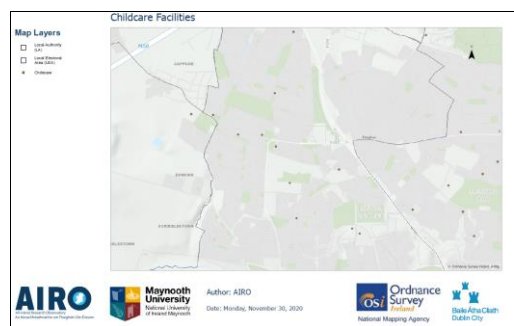 Childcare Facilities
Map Layers
Local Authority
(LA)
Local Electoral
Area (LEA)
Childcare
AIRO
Maynooth
University
National University
of Ireland Maynooth
Author: AIRO
Date: Monday, November 30, 2020
osi
Ordnance
Survey
Ireland
National Mapping Agency
Baile Átha Cliath
Dublin City